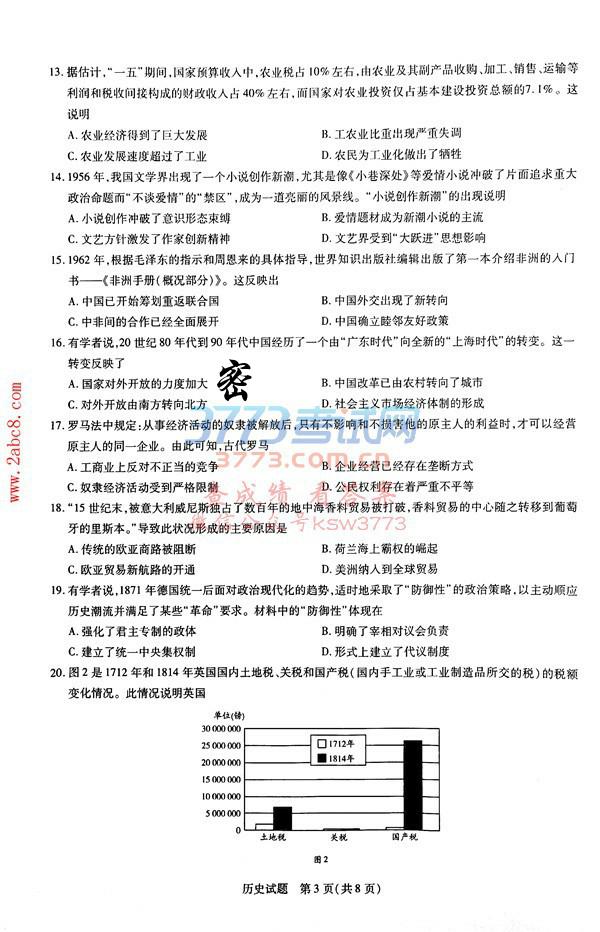 13. 据估计，“一五”期间，国家预算收入中，农业税占10%左右，由农业及其副产品收购、加工、销售、运输等
利润和税收间接构成的财政收入占40%左右，而国家对农业投资仅占基本建设投资总额的7.1%。这
说明
A. 农业经济得到了巨大发展 B. 工农业比重出现严重失调
C. 农业发展速度超过了工业 D. 农民为工业化做出了牺牲
14. 1956年，我国文学界出现了一个小说创作新潮，尤其是像《小巷深处》等爱情小说冲破了片面追求重大
政治命题而“不谈爱情”的“禁区”，成为一道亮丽的风景线。“小说创作新潮”的出现说明
A. 小说创作冲破了意识形态束缚 B. 爱情题材成为新潮小说的主流
C. 文艺方针激发了作家创新精神 D. 文艺界受到“大跃进”思想影响
15. 1962年，根据毛泽东的指示和周恩来的具体指导，世界知识出版社编辑出版了第一本介绍非洲的入门
书——《非洲手册(概况部分)》。这反映出
A. 中国已开始筹划重返联合国 B. 中国外交出现了新转向
C. 中非间的合作已经全面展开 D. 中国确立睦邻友好政策
16. 有学者说，20世纪80年代到90年代中国经历了一个由“广东时代”向全新的“上海时代”的转变。这一
转变反映了
A. 国家对外开放的力度加大 B. 中国改革已由农村转向了城市
C. 对外开放由南方转向北方 D. 社会主义市场经济体制的形成
密
17. 罗马法中规定：从事经济活动的奴隶被解放后，只有不影响和不损害他的原主人的利益时，才可以经营
原主人的同一企业。由此可知，古代罗马
A. 工商业上反对不正当的竞争 B. 企业经营已经存在垄断方式
C. 奴隶经济活动受到严格限制 D. 公民权利存在着严重不平等
18. “15世纪末，被意大利威尼斯独占了数百年的地中海香料贸易被打破，香料贸易的中心随之转移到葡萄
牙的里斯本。”导致此状况形成的主要原因是
A. 传统的欧亚商路被阻断 B. 荷兰海上霸权的崛起
C. 欧亚贸易新航路的开通 D. 美洲纳入到全球贸易
19. 有学者说，1871年德国统一后面对政治现代化的趋势，适时地采取了“防御性”的政治策略，以主动顺应
历史潮流并满足了某些“革命”要求。材料中的“防御性”体现在
A. 强化了君主专制的政体 B. 明确了宰相对议会负责
C. 建立了统一中央集权制 D. 形式上建立了代议制度
20. 图2是1712年和1814年英国国内土地税、关税和国产税(国内手工业或工业制造品所交的税)的税额
变化情况。此情况说明英国
单位(镑)
30 000 000
25 000 000
20 000 000
15 000 000
10 000 000
5 000 000
0
1712年
1814年
土地税 关税 国产税
图2
历史试题 第3页(共8页)
www.2abc8.com
3773考试网
3773.com.cn
查成绩 看答案
微信公众号ksw3773